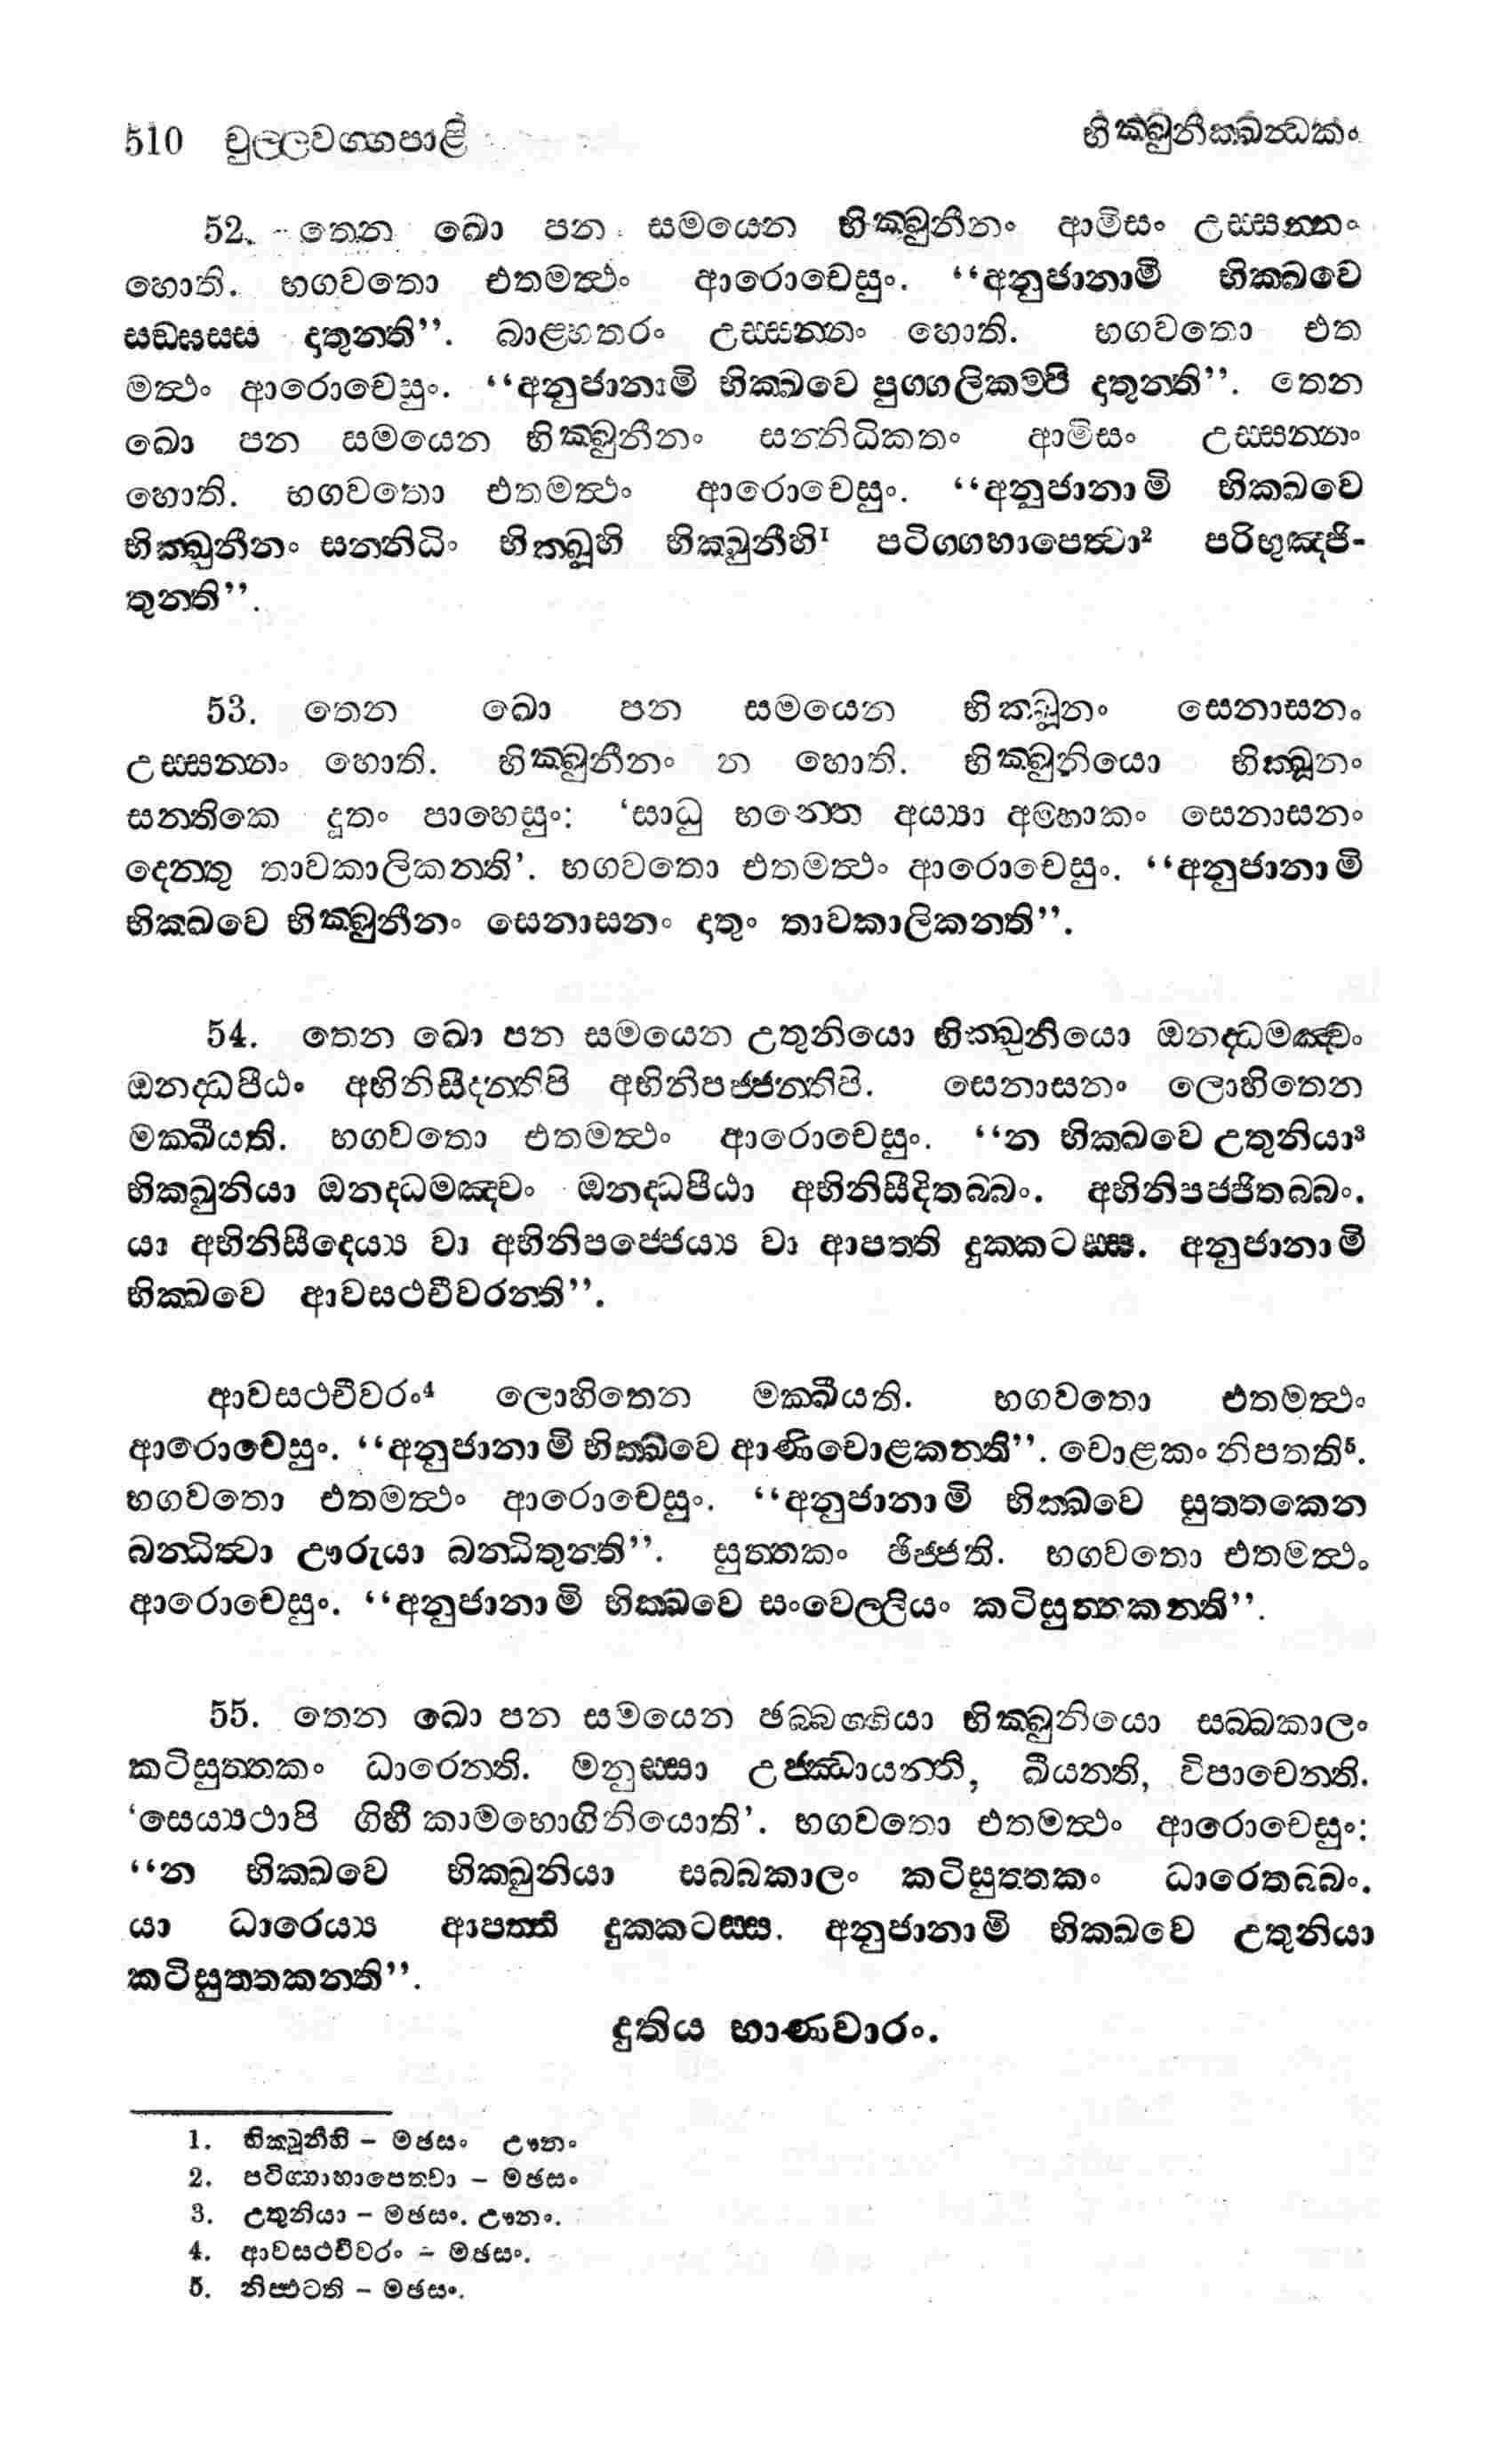 510 චුල්ලවග්ගපාළි
භික්ඛුනීක්ඛන්ධකං
52. තෙන ඛො පන සමයෙන භික්ඛුනීනං ආමිසං උස්සන්නං
හොති. භගවතො එතමත්ථං ආරොචෙසුං. “අනුජානාමි භික්ඛවෙ
සඞ්ඝස්ස දාතුන්ති”. බාළ්හතරං උස්සන්නං හොති. භගවතො එත
මත්ථං ආරොචෙසුං. “අනුජානාමි භික්ඛවෙ පුග්ගලිකම්පි දාතුන්ති”. තෙන
ඛො පන සමයෙන භික්ඛුනීනං සන්නිධිකතං ආමිසං උස්සන්නං
හොති. භගවතො එතමත්ථං ආරොචෙසුං. “අනුජානාමි භික්ඛවෙ
භික්ඛුනීනං සන්නිධිං භික්ඛූහි භික්ඛුනීහි¹ පටිග්ගහාපෙත්වා² පරිභුඤ්ජි-
තුන්ති”.
53. තෙන ඛො පන සමයෙන භික්ඛූනං සෙනාසනං
උස්සන්නං හොති. භික්ඛුනීනං න හොති. භික්ඛුනියො භික්ඛූනං
සන්තිකෙ දූතං පාහෙසුං: ‘සාධු භන්තෙ අය්‍යා අම්හාකං සෙනාසනං
දෙන්තු තාවකාලිකන්ති’. භගවතො එතමත්ථං ආරොචෙසුං. “අනුජානාමි
භික්ඛවෙ භික්ඛුනීනං සෙනාසනං දාතුං තාවකාලිකන්ති”.
54. තෙන ඛො පන සමයෙන උතුනියො භික්ඛුනියො ඔනද්ධමඤ්චං
ඔනද්ධපීඨං අභිනිසීදන්තිපි අභිනිපජ්ජන්තිපි. සෙනාසනං ලොහිතෙන
මක්ඛීයති. භගවතො එතමත්ථං ආරොචෙසුං. “න භික්ඛවෙ උතුනියා³
භික්ඛුනියා ඔනද්ධමඤ්චං ඔනද්ධපීඨං අභිනිසීදිතබ්බං. අභිනිපජ්ජිතබ්බං.
යා අභිනිසීදෙය්‍ය වා අභිනිපජ්ජෙය්‍ය වා ආපත්ති දුක්කටස්ස. අනුජානාමි
භික්ඛවෙ ආවසථචීවරන්ති”.
ආවසථචීවරං⁴ ලොහිතෙන මක්ඛීයති. භගවතො එතමත්ථං
ආරොචෙසුං. “අනුජානාමි භික්ඛවෙ ආණිචොළකන්ති”. චොළකං නිපතති⁵.
භගවතො එතමත්ථං ආරොචෙසුං. “අනුජානාමි භික්ඛවෙ සුත්තකෙන
බන්ධිත්වා ඌරුයා බන්ධිතුන්ති”. සුත්තකං ඡිජ්ජති. භගවතො එතමත්ථං
ආරොචෙසුං. “අනුජානාමි භික්ඛවෙ සංවෙල්ලියං කටිසුත්තකන්ති”.
55. තෙන ඛො පන සමයෙන ඡබ්බග්ගියා භික්ඛුනියො සබ්බකාලං
කටිසුත්තකං ධාරෙන්ති. මනුස්සා උජ්ඣායන්ති, ඛීයන්ති, විපාචෙන්ති.
‘සෙය්‍යථාපි ගිහී කාමභොගිනියොති’. භගවතො එතමත්ථං ආරොචෙසුං:
“න භික්ඛවෙ භික්ඛුනියා සබ්බකාලං කටිසුත්තකං ධාරෙතබ්බං.
යා ධාරෙය්‍ය ආපත්ති දුක්කටස්ස. අනුජානාමි භික්ඛවෙ උතුනියා
කටිසුත්තකන්ති”.
දුතිය භාණවාරං.
1. භික්ඛූනීහි – මඡසං ඌනං
2. පටිග්ගාහාපෙත්වා – මඡසං
3. උතුනියා – මඡසං. ඌනං.
4. ආවසථචීවරං – මඡසං.
5. නිප්ඵටති – මඡසං.